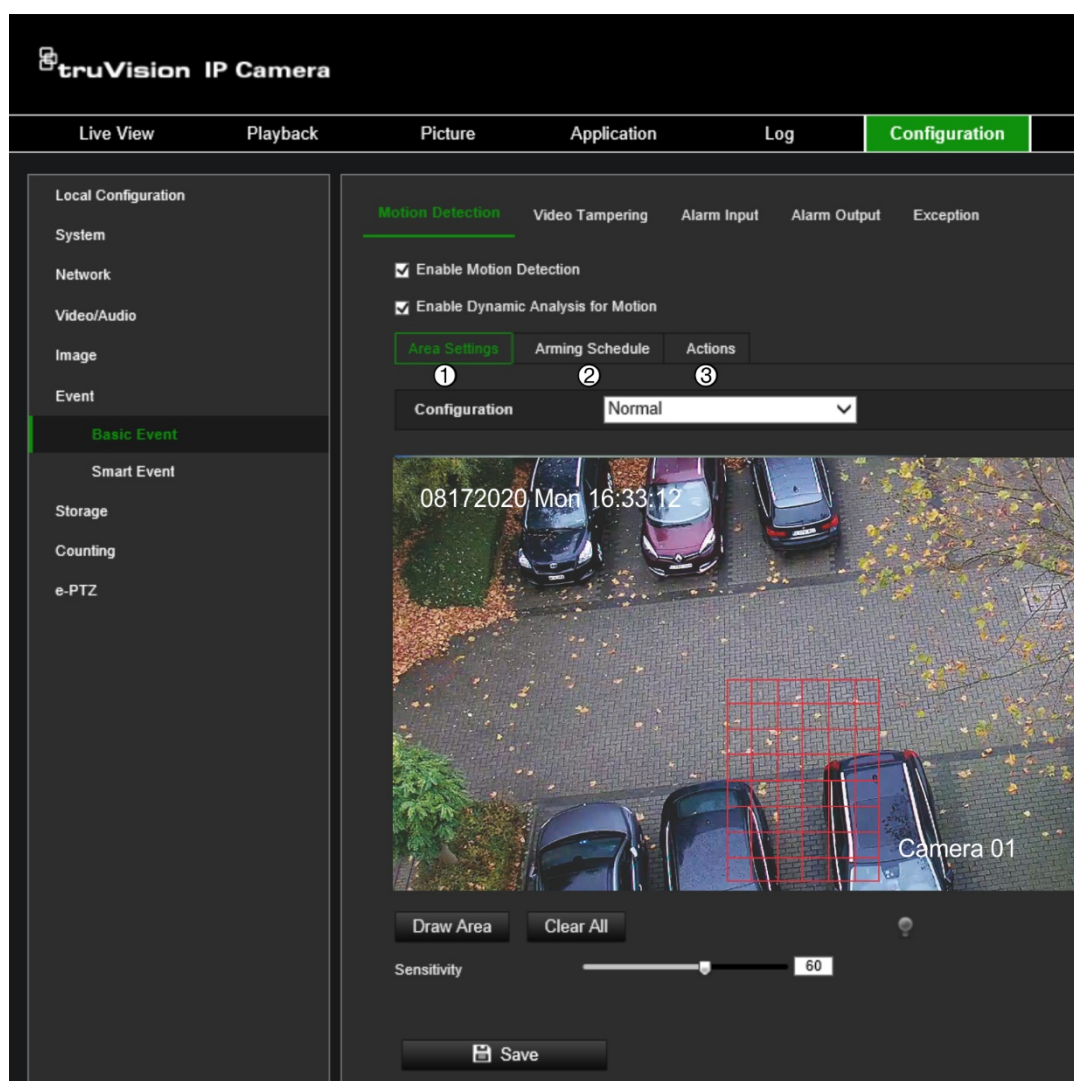 truVision IP Camera
Live View Playback Picture Application Log Configuration
Local Configuration
System
Network
Video/Audio
Image
Event
Basic Event
Smart Event
Storage
Counting
e-PTZ
Motion Detection Video Tampering Alarm Input Alarm Output Exception
Enable Motion Detection
Enable Dynamic Analysis for Motion
Area Settings Arming Schedule Actions
① ② ③
Configuration Normal
08172020 Mon 16:33:12
Camera 01
Draw Area Clear All
Sensitivity 60
Save